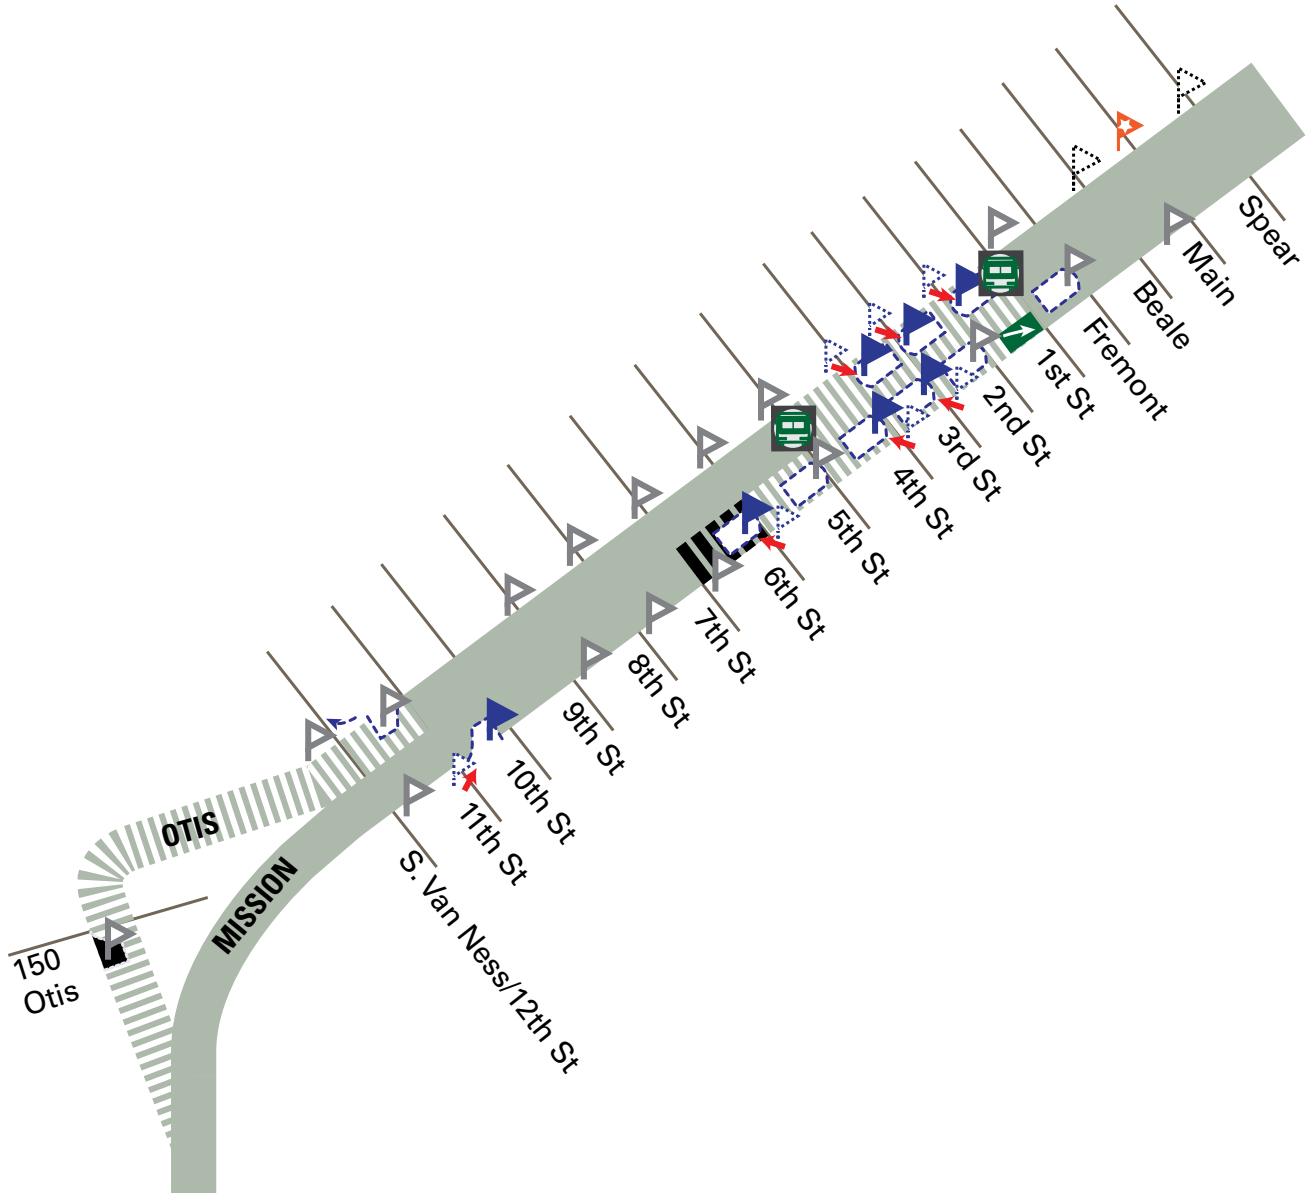 Spear
Main
Beale
Fremont
1st St
2nd St
3rd St
4th St
5th St
6th St
7th St
8th St
9th St
10th St
11th St
S. Van Ness/12th St
OTIS
MISSION
150
Otis